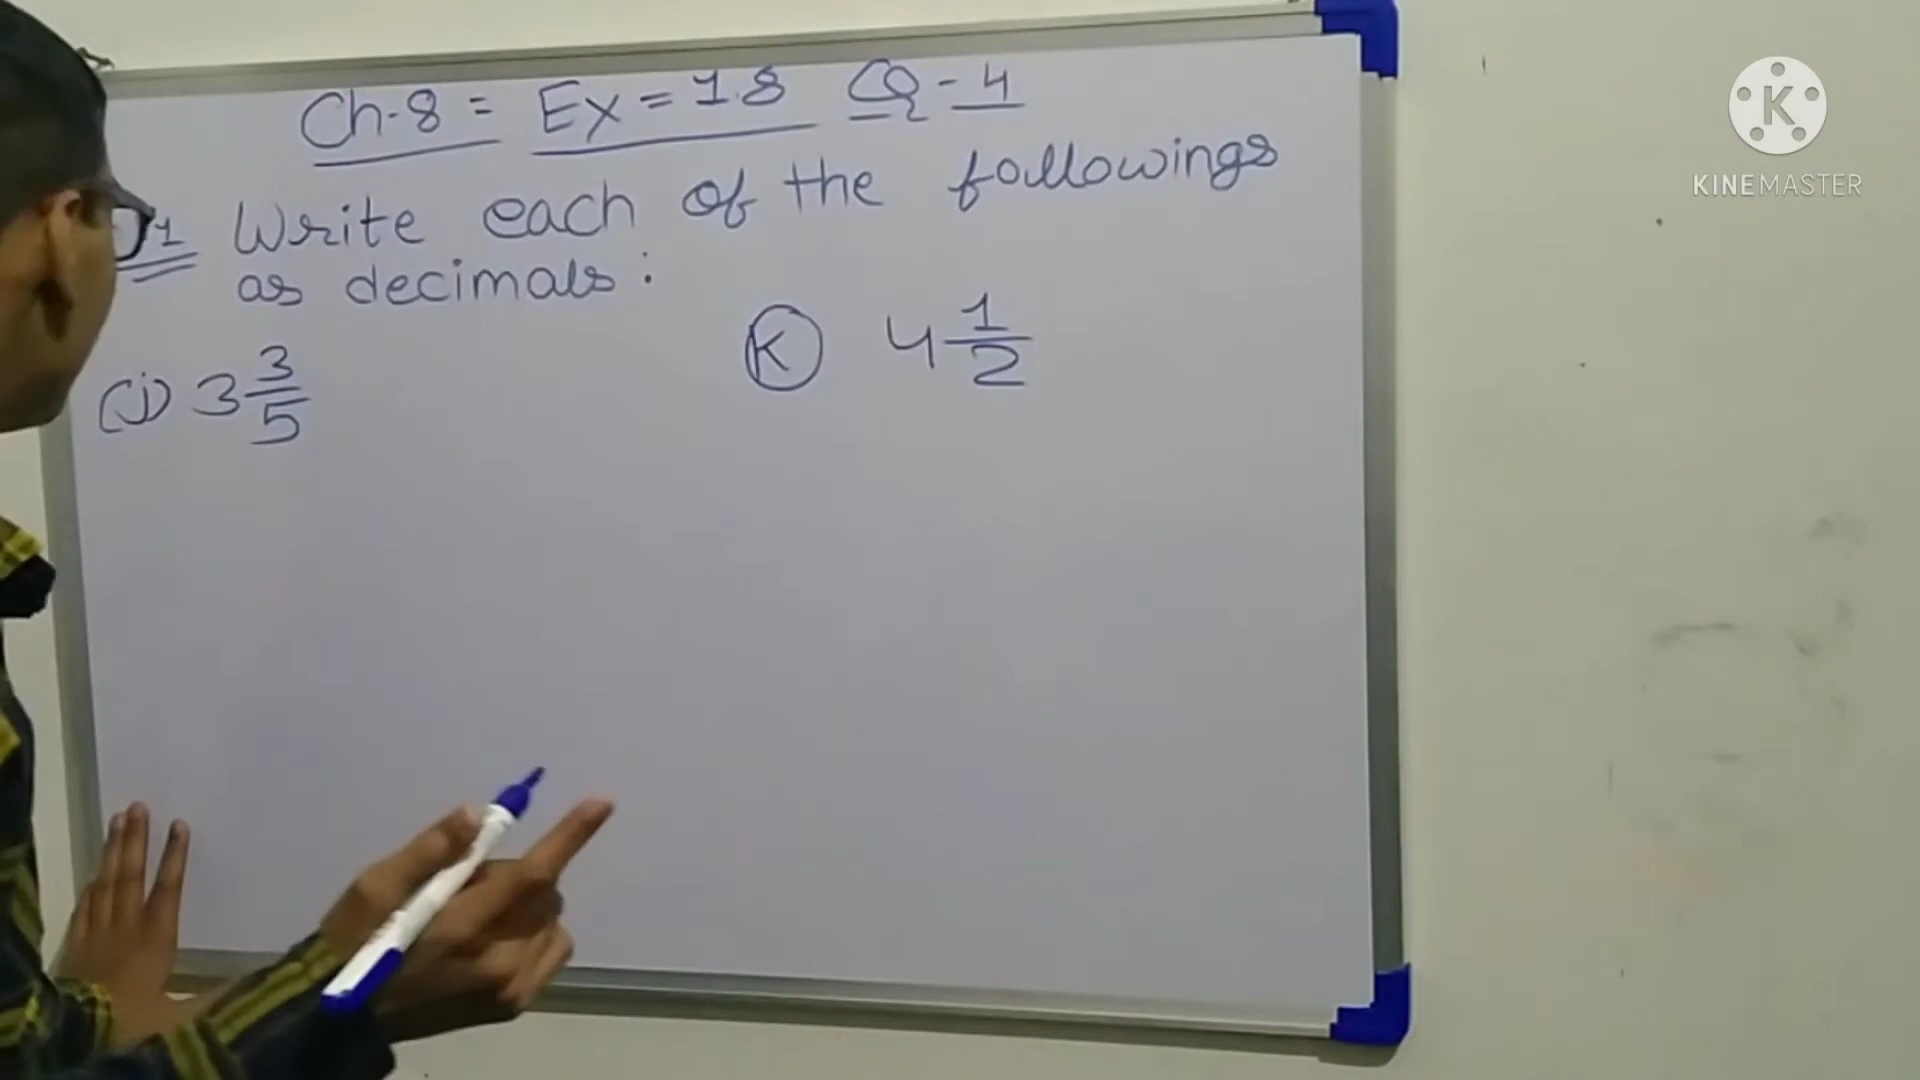 Ch-8 = Ex = 1.8 Q-4
Q1 Write each of the followings
as decimals:
(j) 3 3/5
K 4 1/2
KINEMASTER